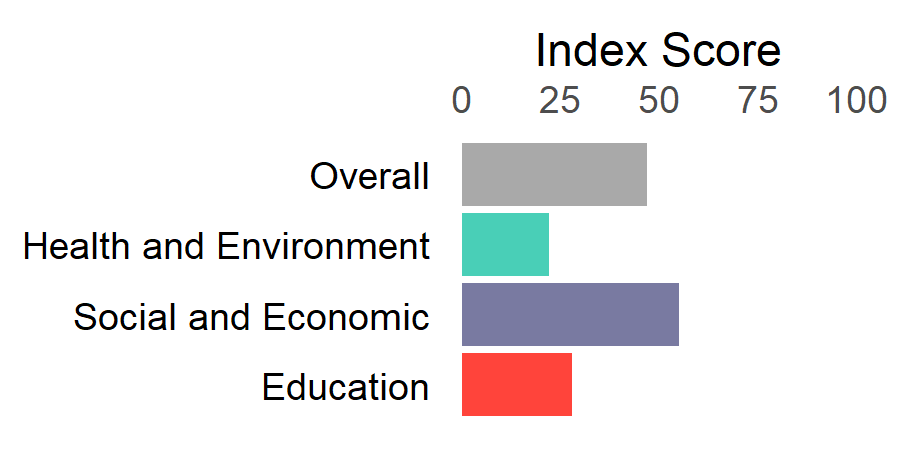 Index Score
0 25 50 75 100
Overall
Health and Environment
Social and Economic
Education